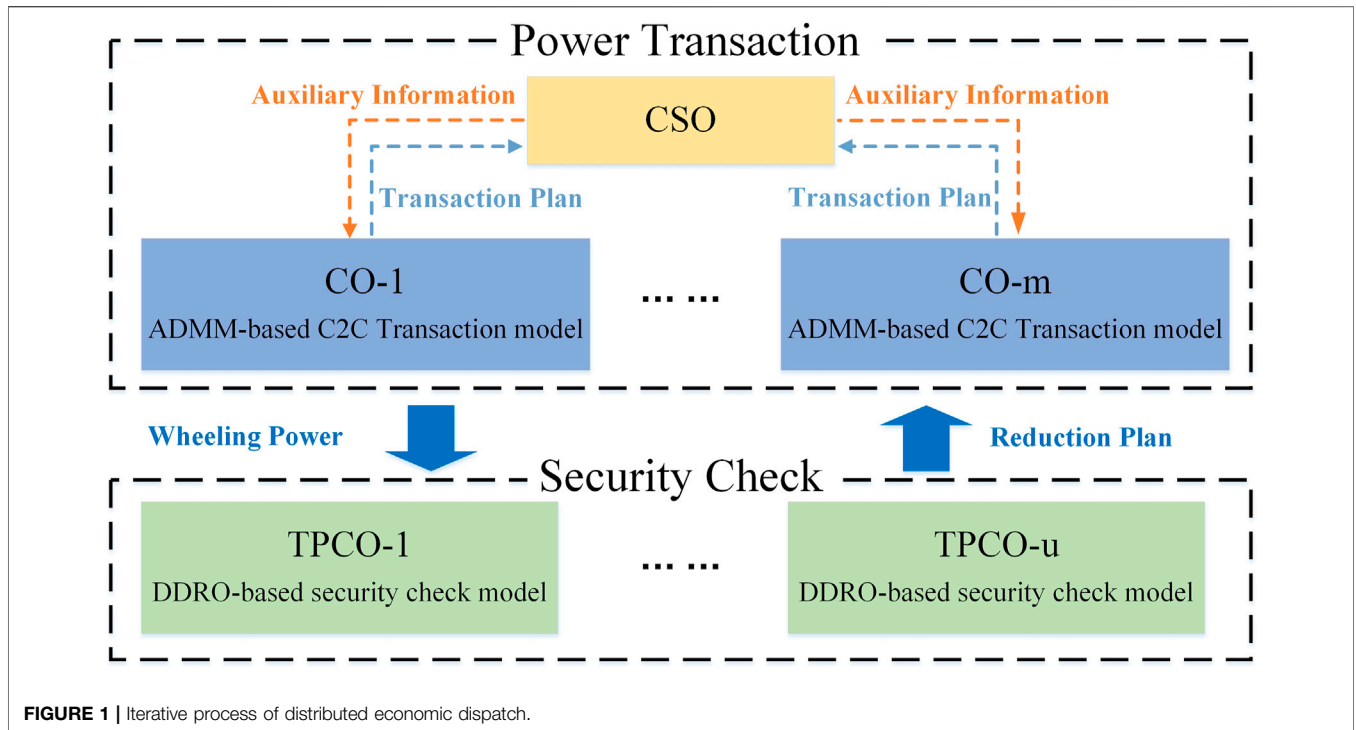 Power Transaction
Auxiliary Information
CSO
Auxiliary Information
Transaction Plan
Transaction Plan
CO-1
ADMM-based C2C Transaction model
... ...
CO-m
ADMM-based C2C Transaction model
Wheeling Power
Reduction Plan
Security Check
TPCO-1
DDRO-based security check model
... ...
TPCO-u
DDRO-based security check model
FIGURE 1 | Iterative process of distributed economic dispatch.